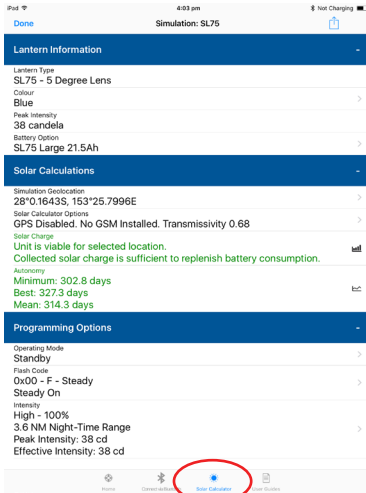 iPad 4:03 pm Not Charging
Done Simulation: SL75
Lantern Information -
Lantern Type
SL75 - 5 Degree Lens
Colour
Blue
Peak Intensity
38 candela
Battery Option
SL75 Large 21.5Ah
Solar Calculations -
Simulation Geolocation
28°0.1643S, 153°25.7996E
Solar Calculator Options
GPS Disabled. No GSM Installed. Transmissivity 0.68
Solar Charge
Unit is viable for selected location.
Collected solar charge is sufficient to replenish battery consumption.
Autonomy
Minimum: 302.8 days
Best: 327.3 days
Mean: 314.3 days
Programming Options -
Operating Mode
Standby
Flash Code
0x00 - F - Steady
Steady On
Intensity
High - 100%
3.6 NM Night-Time Range
Peak Intensity: 38 cd
Effective Intensity: 38 cd
Home Solar Calculator User Guides